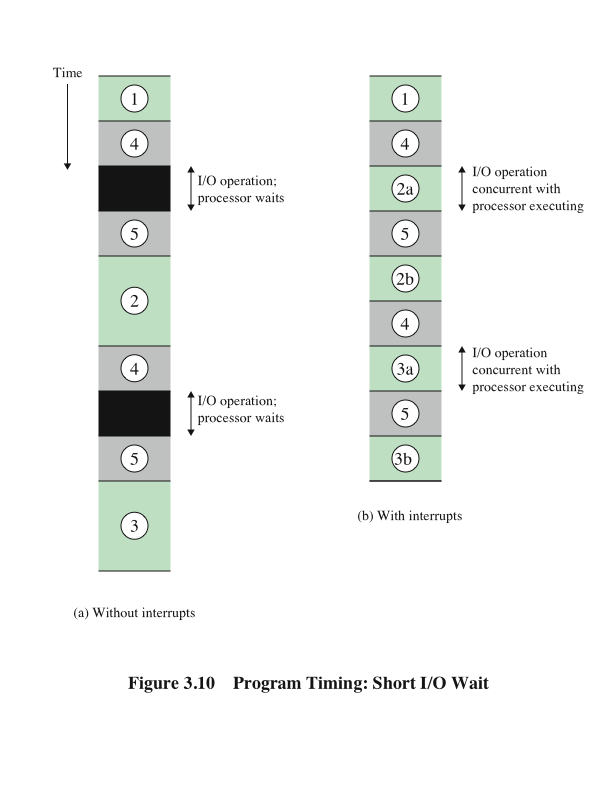 Time
1
4
I/O operation;
processor waits
5
2
4
I/O operation;
processor waits
5
3
(a) Without interrupts
1
4
2a
I/O operation
concurrent with
processor executing
5
2b
4
3a
I/O operation
concurrent with
processor executing
5
3b
(b) With interrupts
Figure 3.10 Program Timing: Short I/O Wait